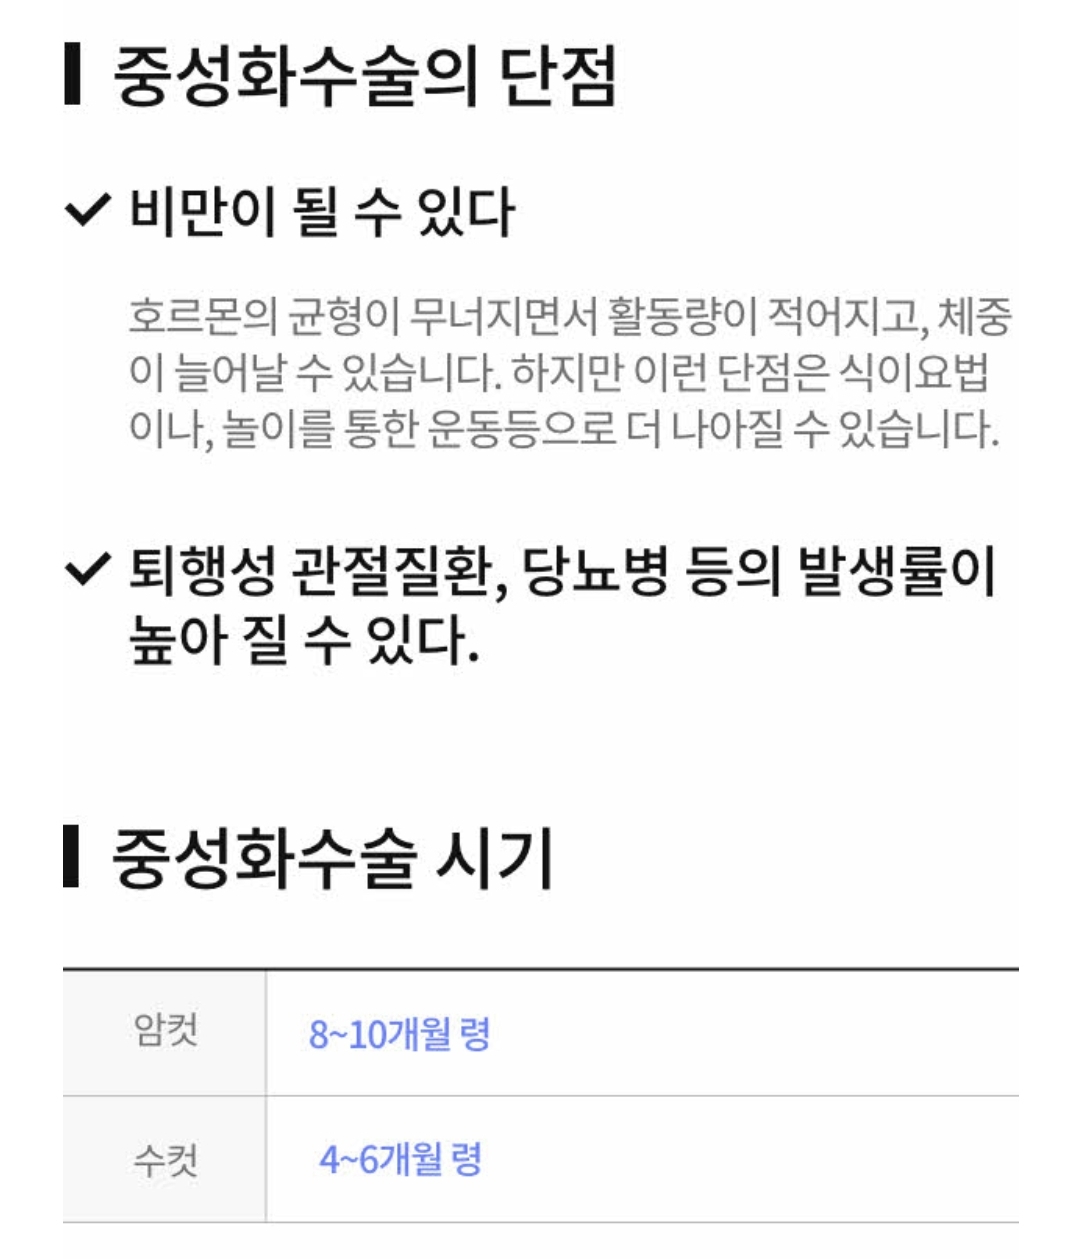 중성화수술의 단점
비만이 될 수 있다
호르몬의 균형이 무너지면서 활동량이 적어지고, 체중
이 늘어날 수 있습니다. 하지만 이런 단점은 식이요법
이나, 놀이를 통한 운동등으로 더 나아질 수 있습니다.
퇴행성 관절질환, 당뇨병 등의 발생률이
높아 질 수 있다.
중성화수술 시기
암컷 8~10개월 령
수컷 4~6개월 령